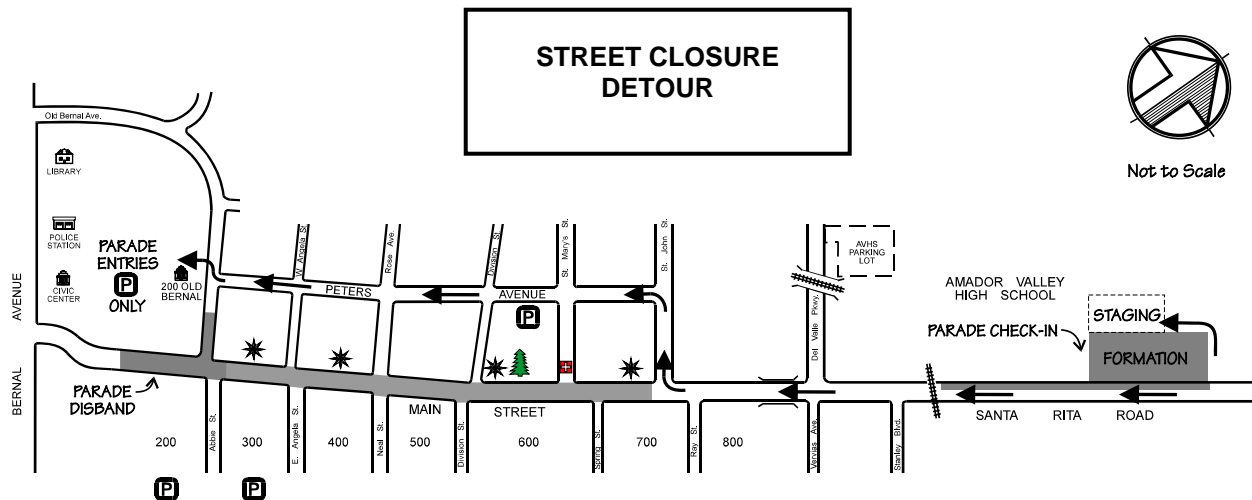 STREET CLOSURE
DETOUR
Not to Scale
Old Bernal Ave.
LIBRARY
POLICE
STATION
CIVIC
CENTER
PARADE
ENTRIES
P
ONLY
200 OLD
BERNAL
AVENUE
BERNAL
W. Angela St.
Rose Ave.
Division St.
St. Mary's St.
St. John St.
Del Valle Pkwy.
AVHS
PARKING
LOT
PETERS
AVENUE
P
AMADOR VALLEY
HIGH SCHOOL
STAGING
PARADE CHECK-IN
FORMATION
PARADE
DISBAND
MAIN
STREET
SANTA RITA ROAD
200
Abbie St.
300
E. Angela St.
400
Neal St.
500
Division St.
600
Spring St.
700
Ray St.
800
Vervias Ave.
Stanley Blvd.
P
P